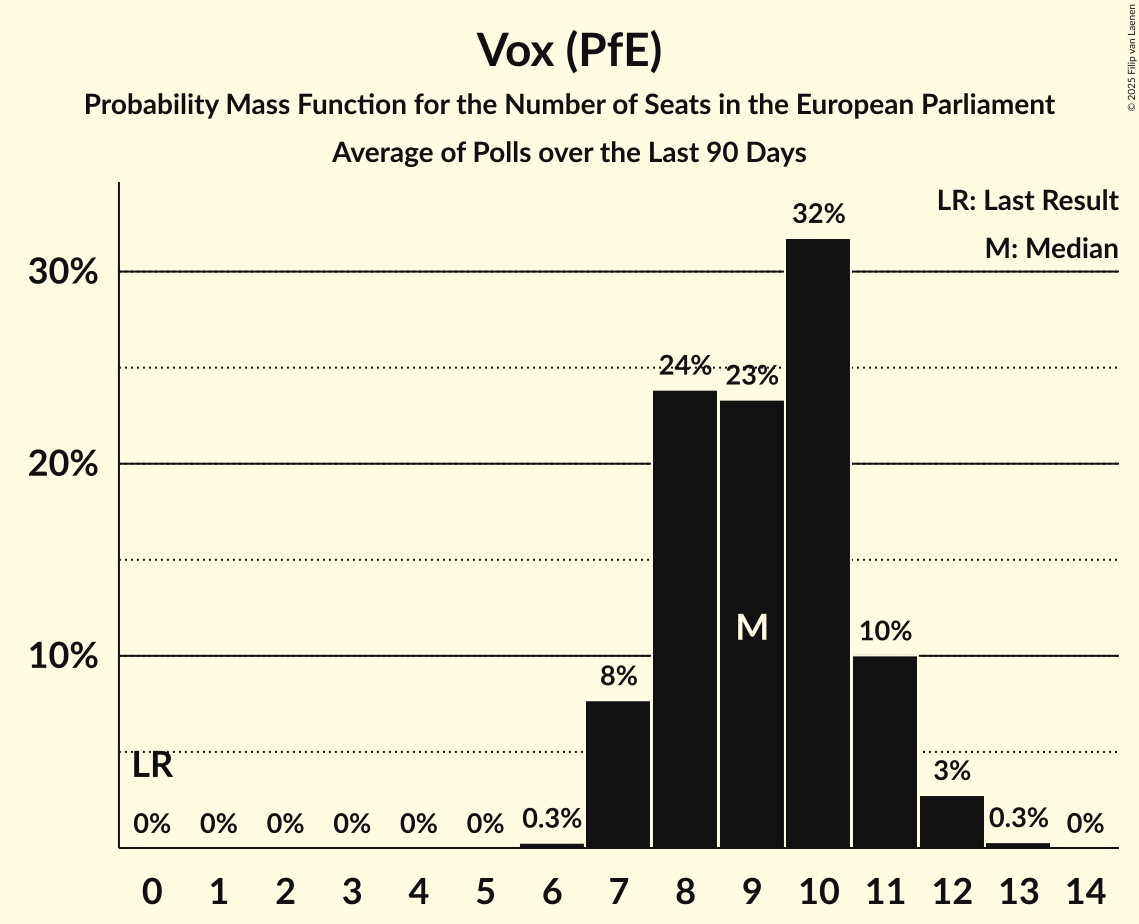 Vox (PfE)
Probability Mass Function for the Number of Seats in the European Parliament
Average of Polls over the Last 90 Days
© 2025 Filip van Laenen
LR: Last Result
M: Median
32%
30%
24%
23%
20%
M
10%
10%
8%
LR
3%
0%
0%
0%
0%
0%
0%
0.3%
0.3%
0%
0 1 2 3 4 5 6 7 8 9 10 11 12 13 14